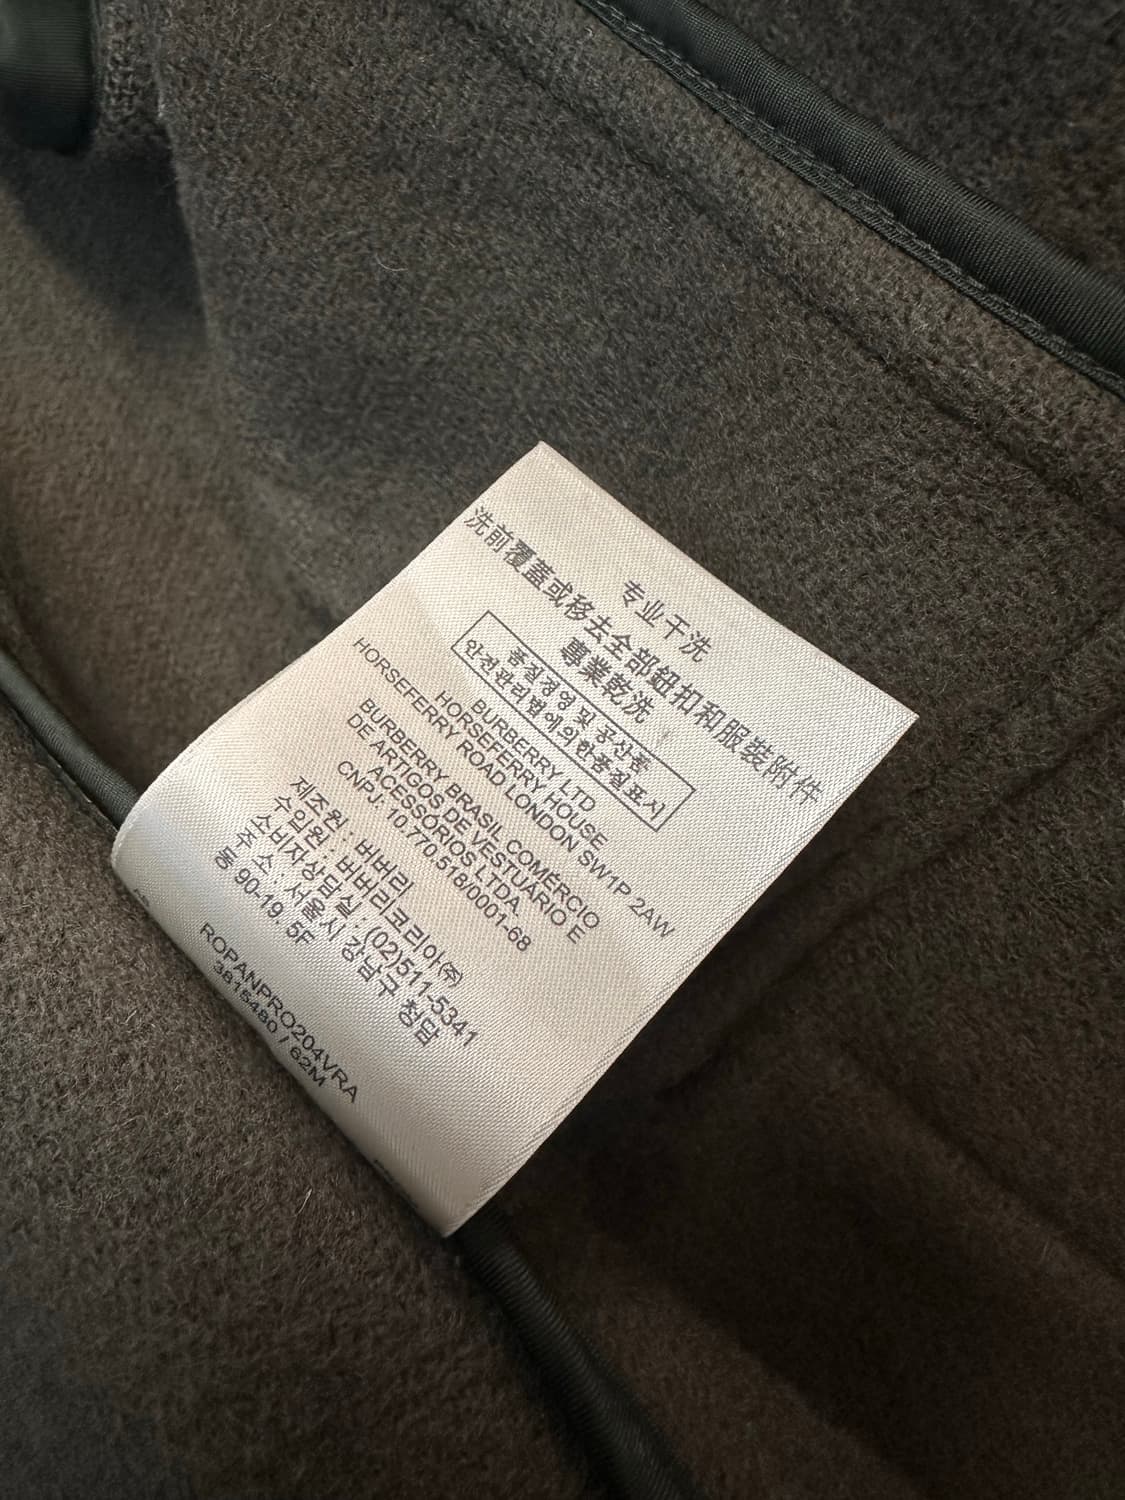 专业干洗
洗前覆蓋或移去全部鈕扣和服裝附件
專業乾洗
품질경영 및 공산품
안전관리법에의한품질표시
BURBERRY LTD
HORSEFERRY HOUSE
HORSEFERRY ROAD LONDON SW1P 2AW
BURBERRY BRASIL COMÉRCIO
DE ARTIGOS DE VESTUÁRIO E
ACESSÓRIOS LTDA.
CNPJ: 10.770.518/0001-68
제조원 : 버버리
수입원 : 버버리코리아㈜
소비자상담실 : (02)511-5341
주 소 : 서울시 강남구 청담
동 90-19, 5F
ROPANPRO204VRA
3815480 / 62M